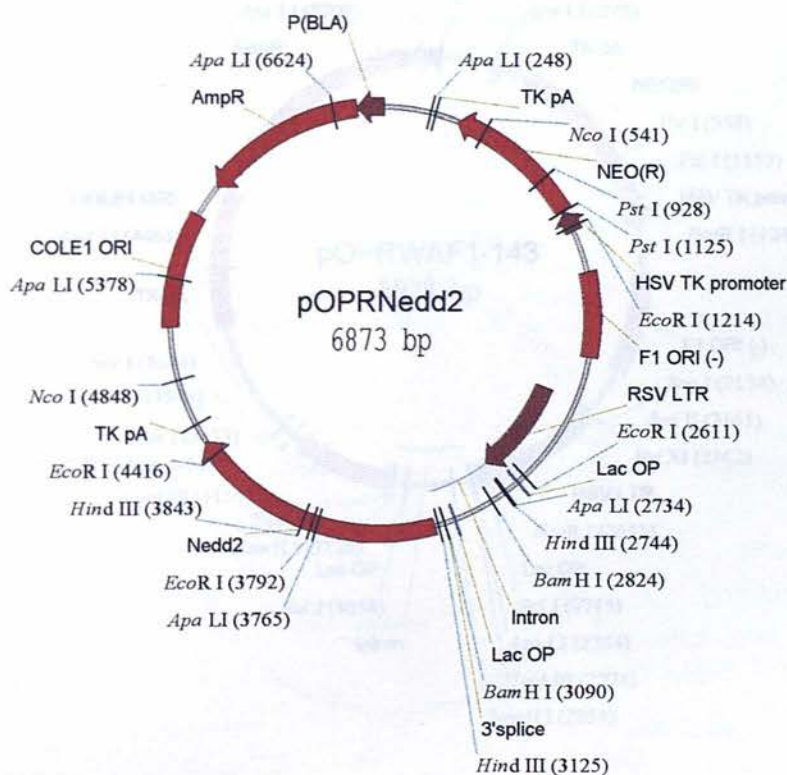 P(BLA)
Apa LI (6624)
Apa LI (248)
AmpR
TK pA
Nco I (541)
NEO(R)
Pst I (928)
Pst I (1125)
COLE1 ORI
HSV TK promoter
Apa LI (5378)
pOPRWAF1-143
pOPRNedd2
6873 bp
EcoR I (1214)
F1 ORI (-)
RSV LTR
Nco I (4848)
EcoR I (2611)
TK pA
Lac OP
EcoR I (4416)
Apa LI (2734)
Hind III (3843)
Hind III (2744)
Nedd2
BamH I (2824)
EcoR I (3792)
Intron
Apa LI (3765)
Lac OP
BamH I (3090)
3'splice
Hind III (3125)